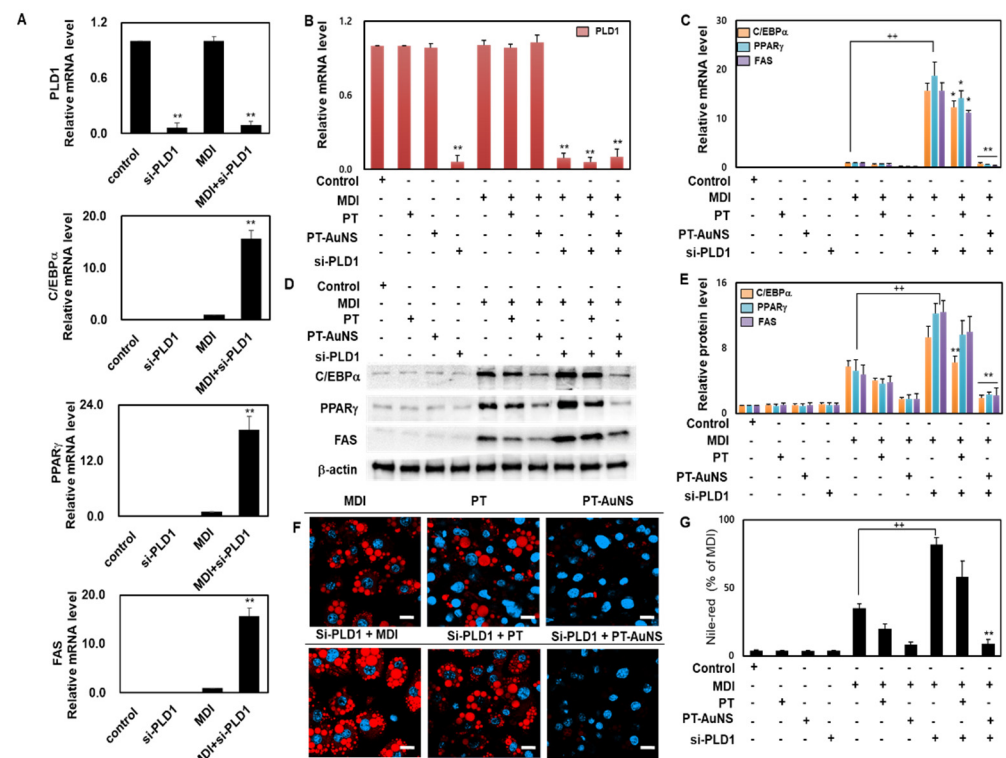 A
PLD1
Relative mRNA level
1.2
0.6
0.0
**
**
control
si-PLD1
MDI
MDI+si-PLD1
C/EBPα
Relative mRNA level
20.0
10.0
0.0
**
control
si-PLD1
MDI
MDI+si-PLD1
PPARγ
Relative mRNA level
24.0
12.0
0.0
**
control
si-PLD1
MDI
MDI+si-PLD1
FAS
Relative mRNA level
20.0
10.0
0.0
**
control
si-PLD1
MDI
MDI+si-PLD1
B
PLD1
Relative mRNA level
1.2
0.6
0.0
** ** ** **
Control + - - - - - - - - -
MDI - - - - + + + + + +
PT - + - - - + - - + -
PT-AuNS - - + - - - + - - +
si-PLD1 - - - + - - - + + +
C
C/EBPα
PPARγ
FAS
Relative mRNA level
30
20
10
0
++
* * *
**
Control + - - - - - - - - -
MDI - - - - + + + + + +
PT - + - - - + - - + -
PT-AuNS - - + - - - + - - +
si-PLD1 - - - + - - - + + +
D
Control + - - - - - - - - -
MDI - - - - + + + + + +
PT - + - - - + - - + -
PT-AuNS - - + - - - + - - +
si-PLD1 - - - + - - - + + +
C/EBPα
PPARγ
FAS
β-actin
E
C/EBPα
PPARγ
FAS
Relative protein level
16
8
0
++
**
**
Control + - - - - - - - - -
MDI - - - - + + + + + +
PT - + - - - + - - + -
PT-AuNS - - + - - - + - - +
si-PLD1 - - - + - - - + + +
F
MDI PT PT-AuNS
Si-PLD1 + MDI Si-PLD1 + PT Si-PLD1 + PT-AuNS
G
Nile-red (% of MDI)
100
50
0
++
**
Control + - - - - - - - - -
MDI - - - - + + + + + +
PT - + - - - + - - + -
PT-AuNS - - + - - - + - - +
si-PLD1 - - - + - - - + + +